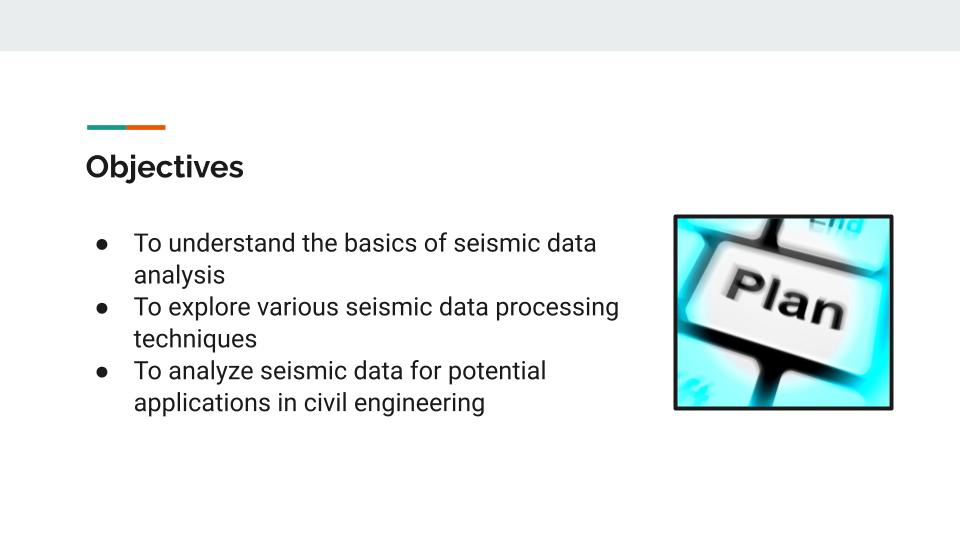 Objectives
● To understand the basics of seismic data
analysis
● To explore various seismic data processing
techniques
● To analyze seismic data for potential
applications in civil engineering
End
Plan